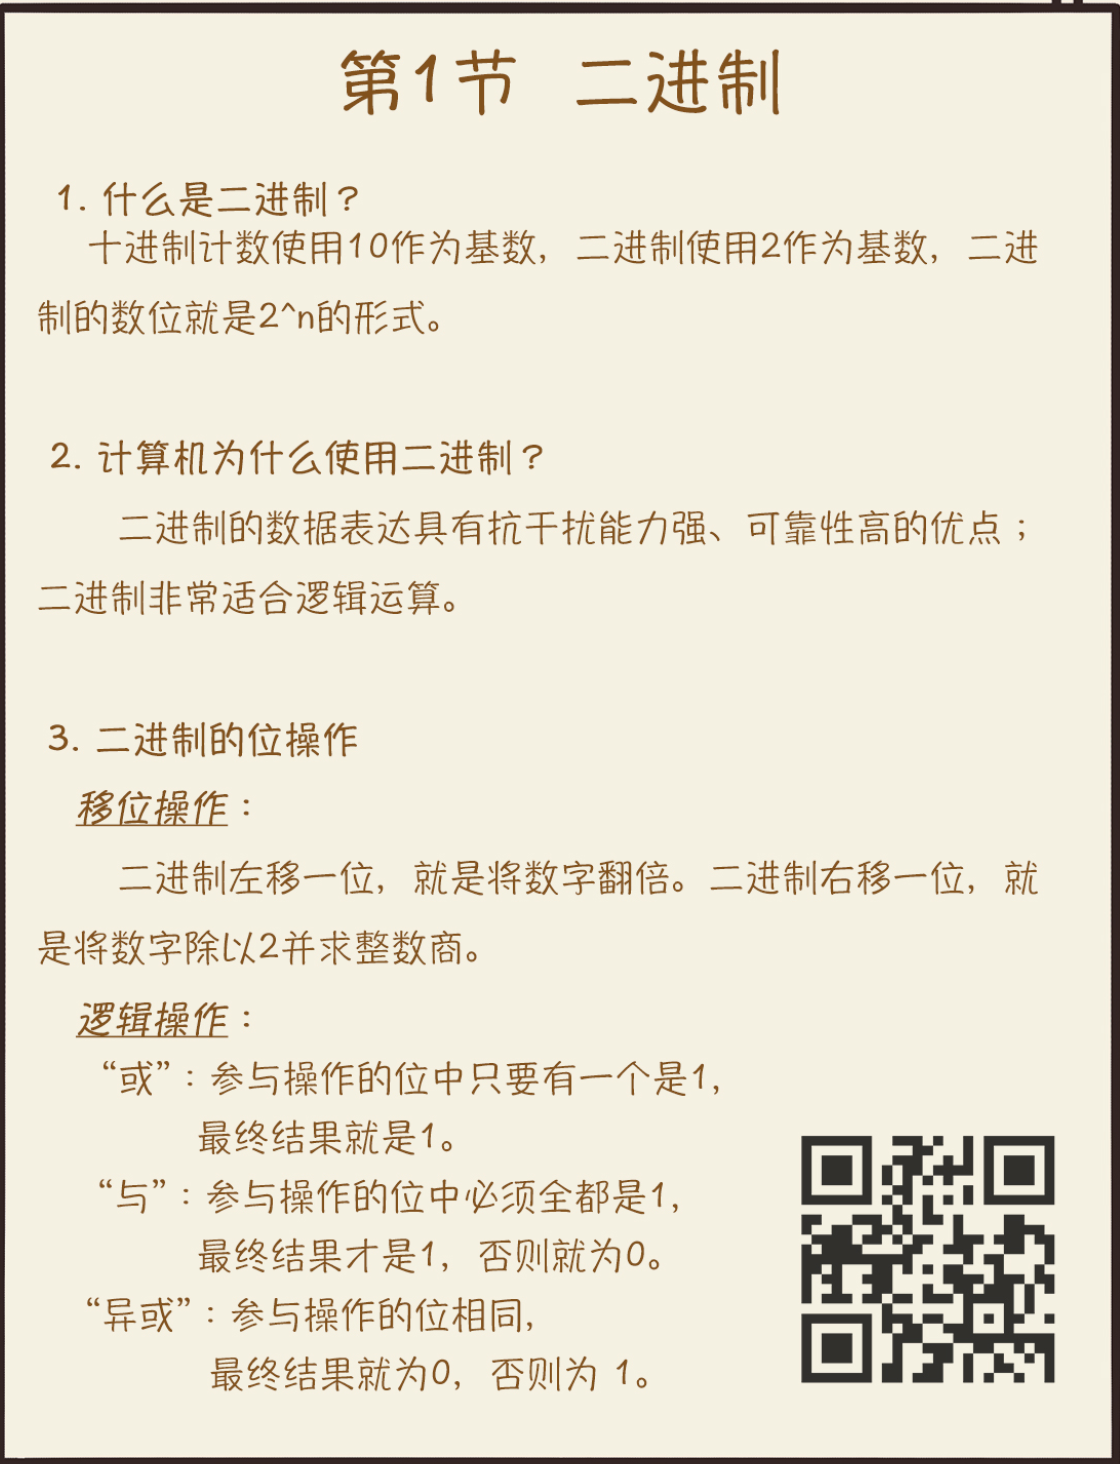 第1节 二进制
1. 什么是二进制？
十进制计数使用10作为基数，二进制使用2作为基数，二进
制的数位就是2^n的形式。
2. 计算机为什么使用二进制？
二进制的数据表达具有抗干扰能力强、可靠性高的优点；
二进制非常适合逻辑运算。
3. 二进制的位操作
移位操作：
二进制左移一位，就是将数字翻倍。二进制右移一位，就
是将数字除以2并求整数商。
逻辑操作：
“或”：参与操作的位中只要有一个是1，
最终结果就是1。
“与”：参与操作的位中必须全都是1，
最终结果才是1，否则就为0。
“异或”：参与操作的位相同，
最终结果就为0，否则为 1。